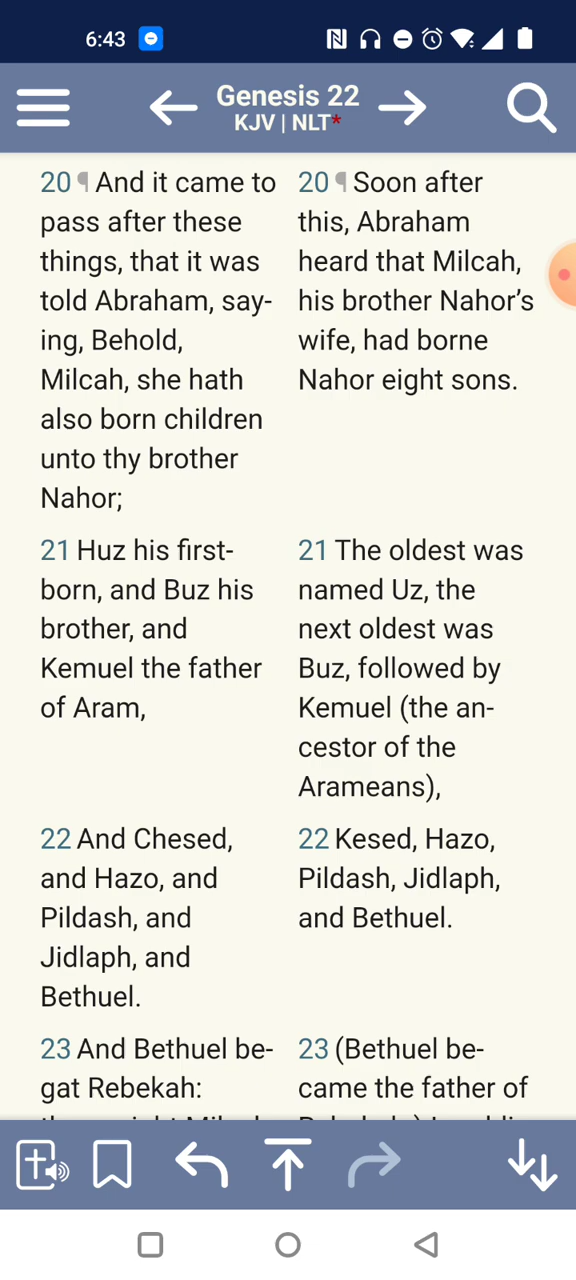 6:43
Genesis 22
KJV | NLT*
20 ¶ And it came to
pass after these
things, that it was
told Abraham, say-
ing, Behold,
Milcah, she hath
also born children
unto thy brother
Nahor;
20 ¶ Soon after
this, Abraham
heard that Milcah,
his brother Nahor’s
wife, had borne
Nahor eight sons.
21 Huz his first-
born, and Buz his
brother, and
Kemuel the father
of Aram,
21 The oldest was
named Uz, the
next oldest was
Buz, followed by
Kemuel (the an-
cestor of the
Arameans),
22 And Chesed,
and Hazo, and
Pildash, and
Jidlaph, and
Bethuel.
22 Kesed, Hazo,
Pildash, Jidlaph,
and Bethuel.
23 And Bethuel be-
gat Rebekah:
23 (Bethuel be-
came the father of